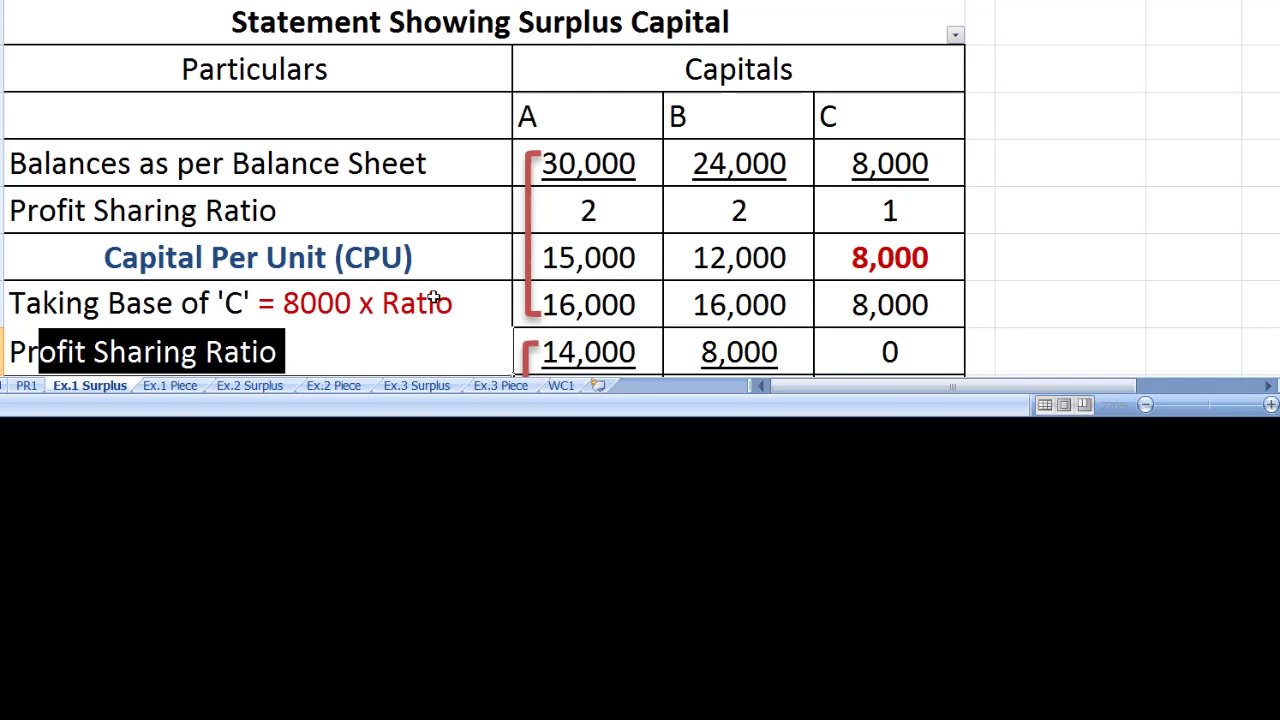 Statement Showing Surplus Capital
Particulars Capitals
A B C
Balances as per Balance Sheet 30,000 24,000 8,000
Profit Sharing Ratio 2 2 1
Capital Per Unit (CPU) 15,000 12,000 8,000
Taking Base of 'C' = 8000 x Ratio 16,000 16,000 8,000
Profit Sharing Ratio 14,000 8,000 0
PR1 Ex.1 Surplus Ex.1 Piece Ex.2 Surplus Ex.2 Piece Ex.3 Surplus Ex.3 Piece WC1
220%